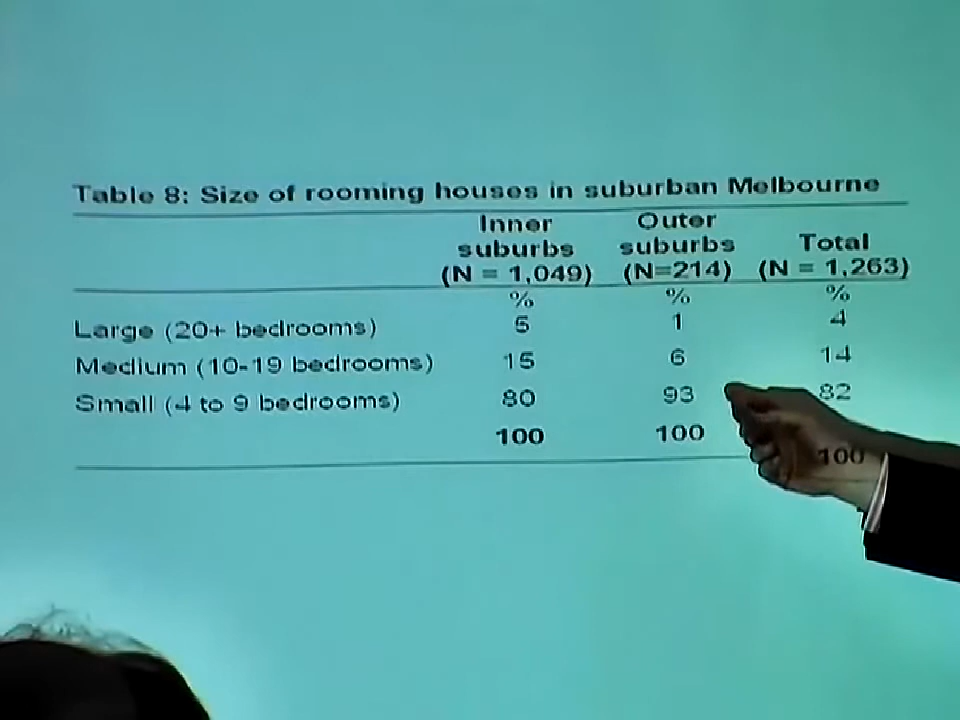 Table 8: Size of rooming houses in suburban Melbourne
Inner suburbs (N = 1,049) Outer suburbs (N=214) Total (N = 1,263)
% % %
Large (20+ bedrooms) 5 1 4
Medium (10-19 bedrooms) 15 6 14
Small (4 to 9 bedrooms) 80 93 82
100 100 100